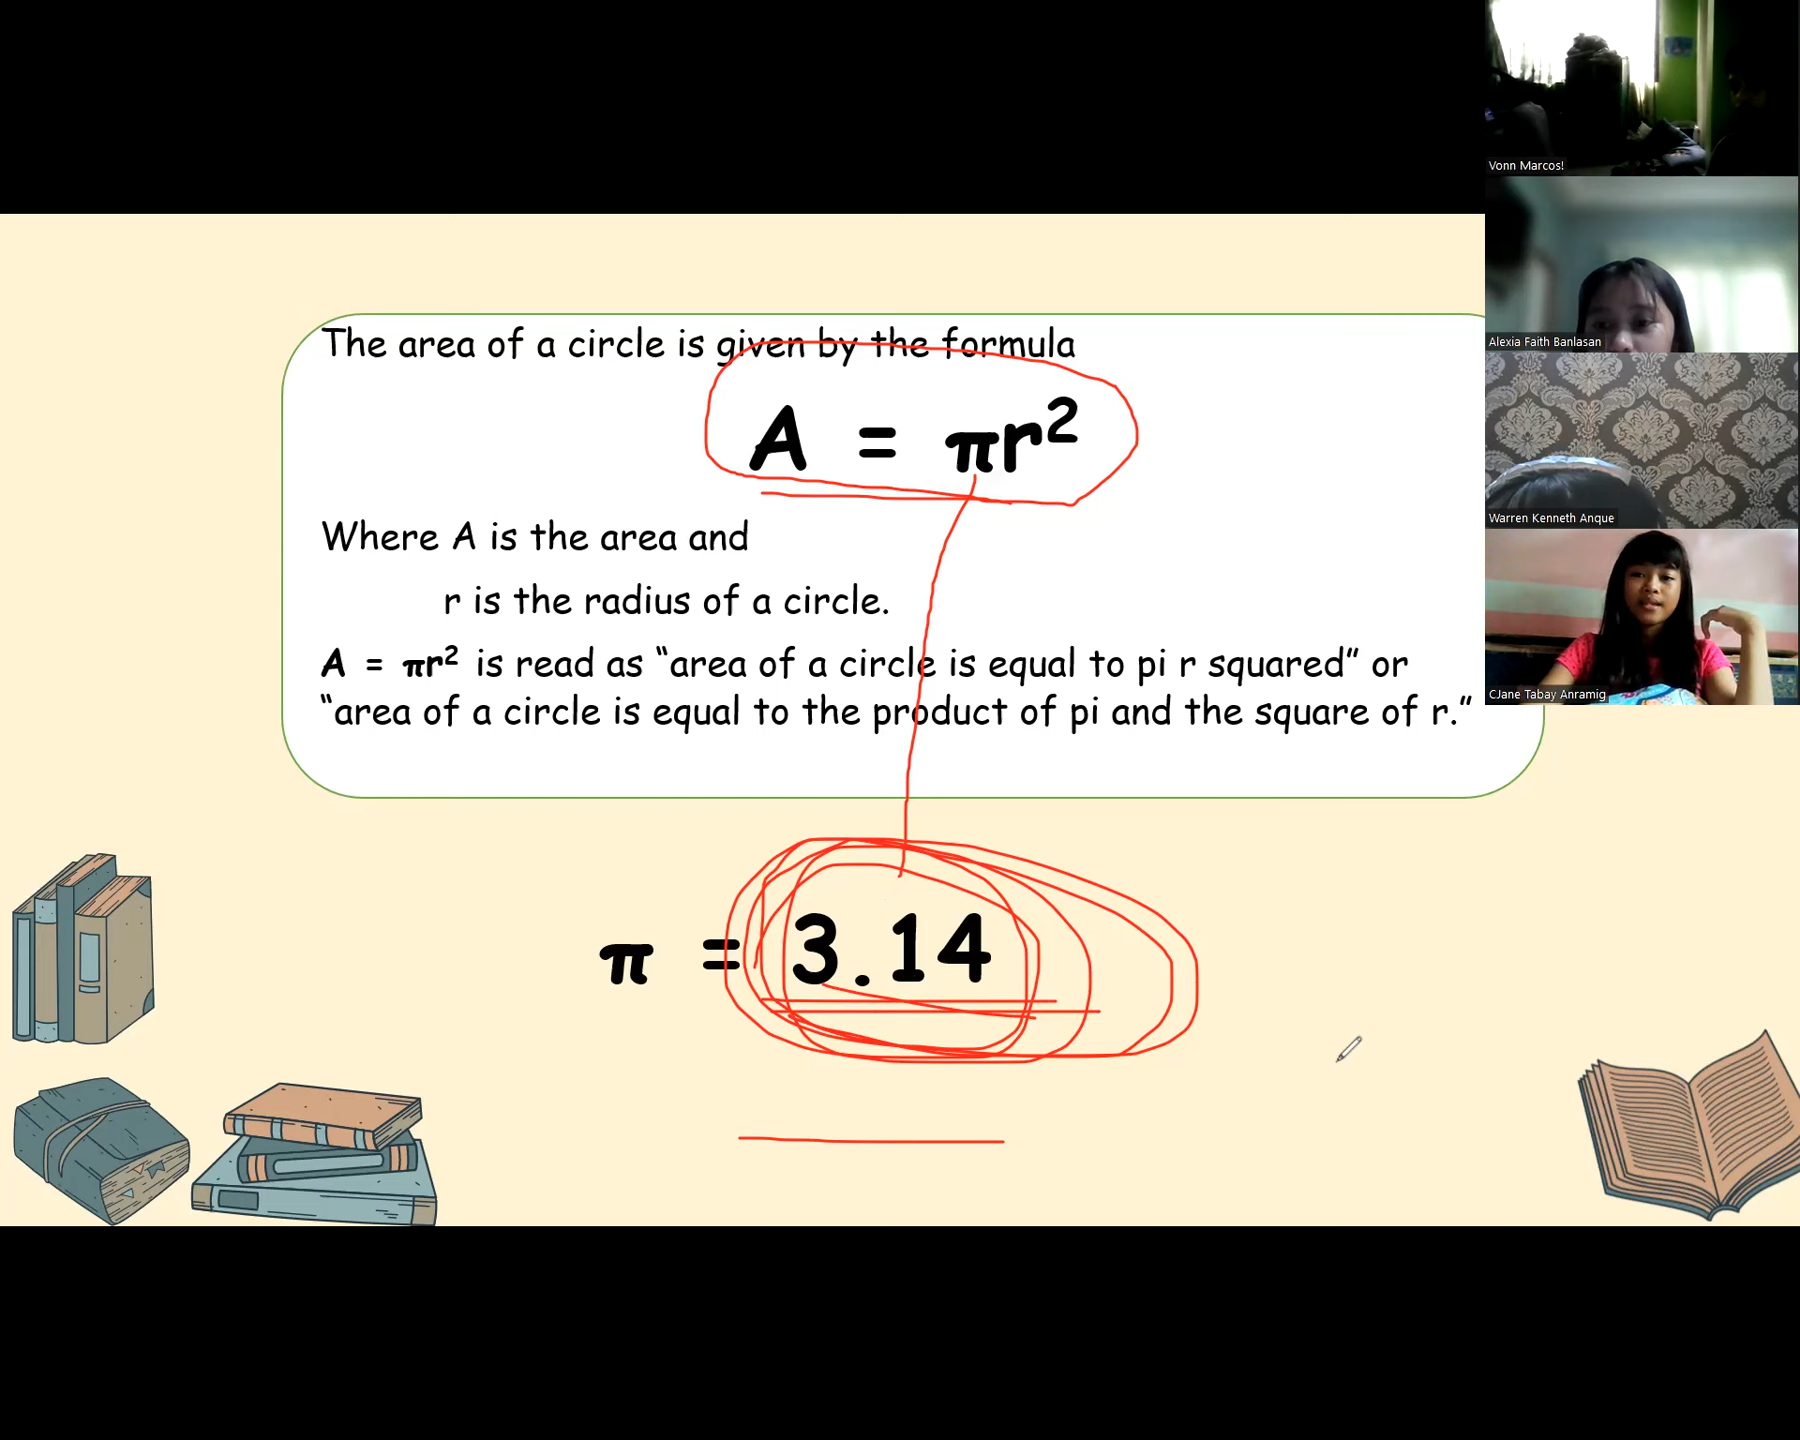 The area of a circle is given by the formula
A = πr²
Where A is the area and
r is the radius of a circle.
A = πr² is read as “area of a circle is equal to pi r squared” or
“area of a circle is equal to the product of pi and the square of r.”
π = 3.14
Vonn Marcos!
Alexia Faith Banlasan
Warren Kenneth Anque
CJane Tabay Anramig